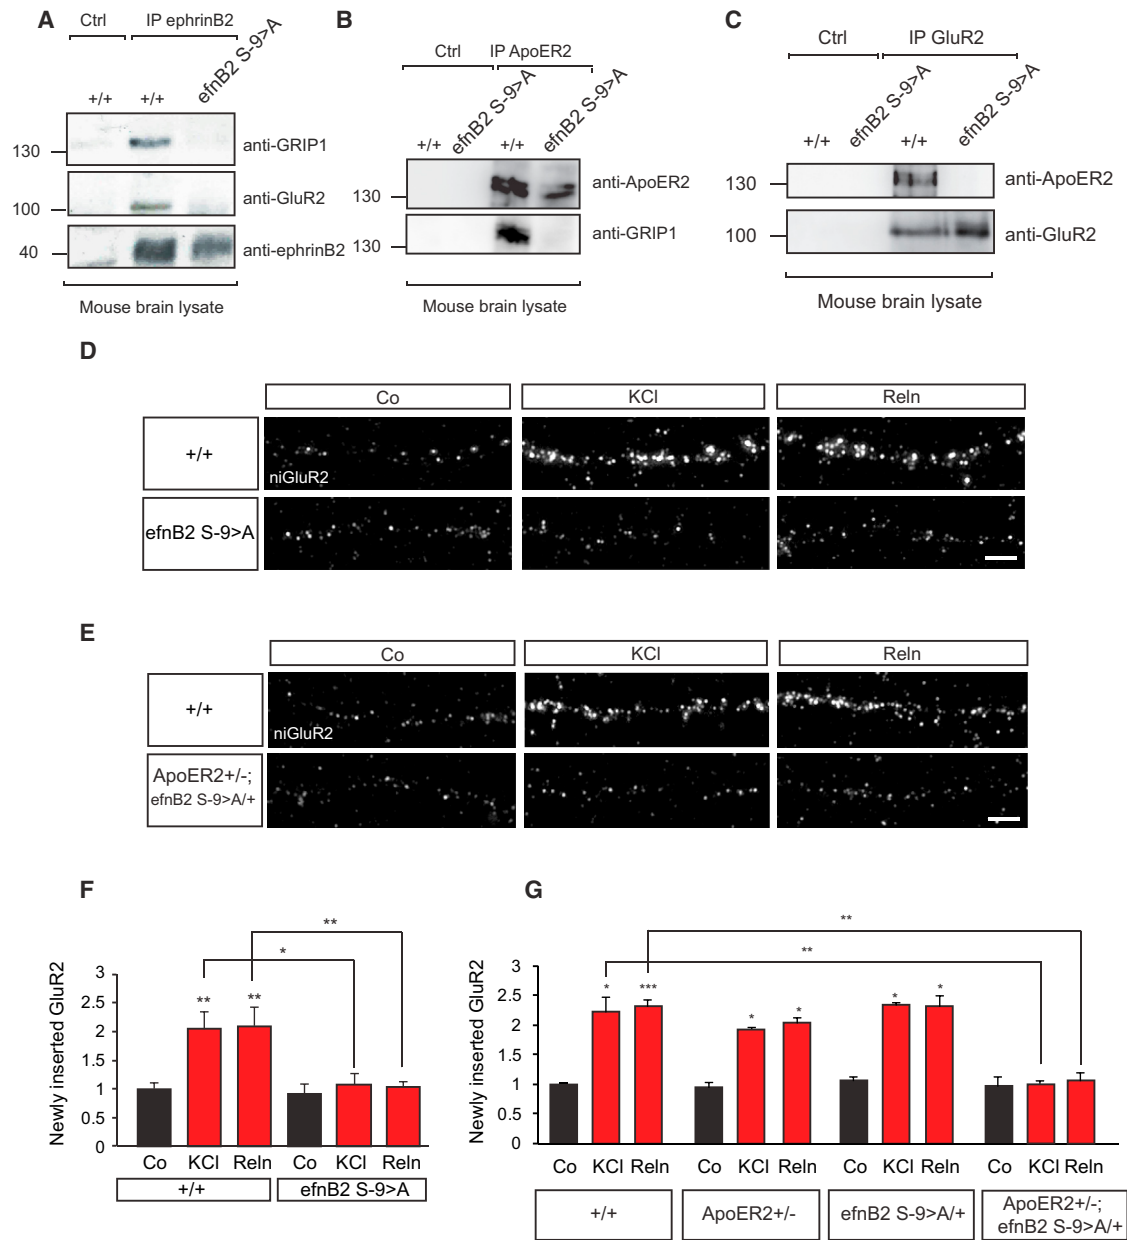 A
Ctrl
IP ephrinB2
+/+
+/+
efnB2 S-9>A
130
anti-GRIP1
100
anti-GluR2
40
anti-ephrinB2
Mouse brain lysate
B
Ctrl
IP ApoER2
+/+
efnB2 S-9>A
+/+
efnB2 S-9>A
130
anti-ApoER2
130
anti-GRIP1
Mouse brain lysate
C
Ctrl
IP GluR2
+/+
efnB2 S-9>A
+/+
efnB2 S-9>A
130
anti-ApoER2
100
anti-GluR2
Mouse brain lysate
D
Co
KCl
Reln
+/+
niGluR2
efnB2 S-9>A
E
Co
KCl
Reln
+/+
niGluR2
ApoER2+/-;
efnB2 S-9>A/+
F
**
*
Newly inserted GluR2
3
2.5
2
1.5
1
0.5
0
**
**
Co KCl Reln Co KCl Reln
+/+
efnB2 S-9>A
G
**
**
Newly inserted GluR2
3
2.5
2
1.5
1
0.5
0
*
***
*
*
*
*
Co KCl Reln Co KCl Reln Co KCl Reln Co KCl Reln
+/+
ApoER2+/-
efnB2 S-9>A/+
ApoER2+/-;
efnB2 S-9>A/+